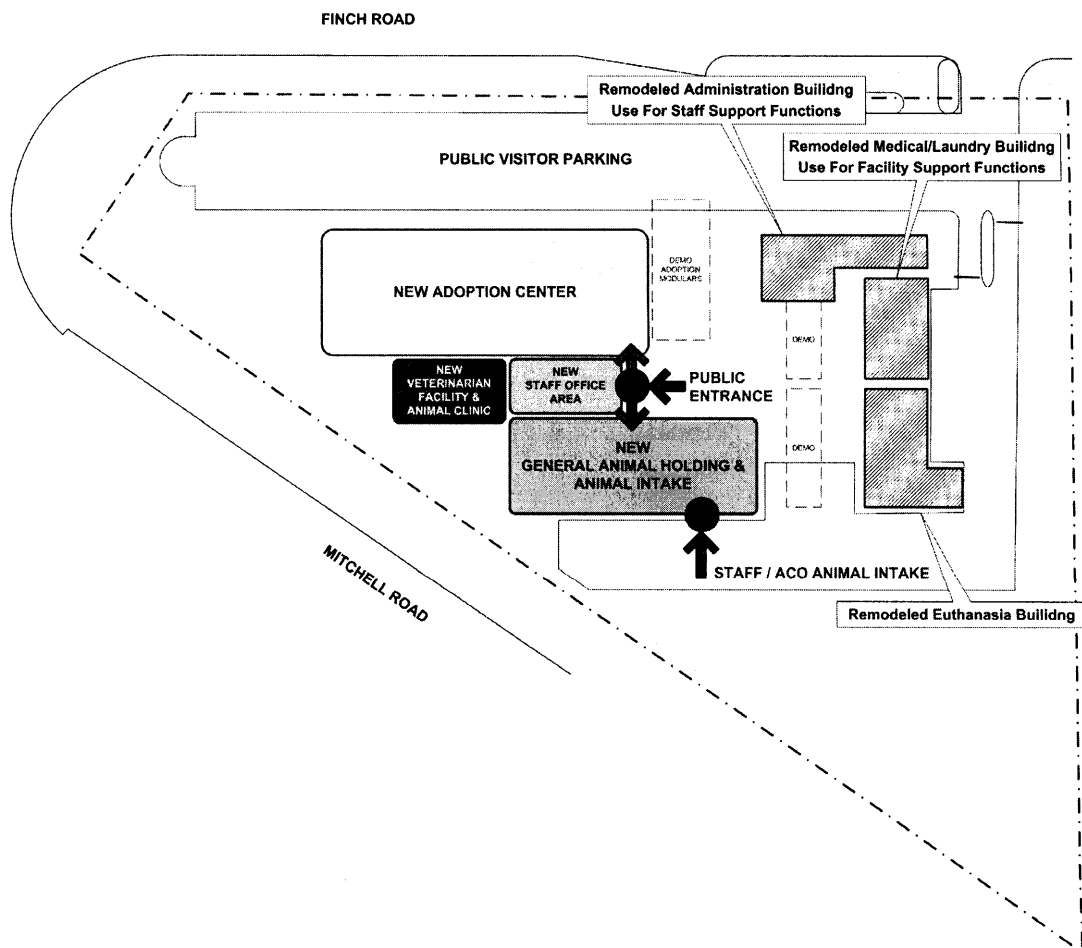 FINCH ROAD
Remodeled Administration Builidng
Use For Staff Support Functions
Remodeled Medical/Laundry Builidng
Use For Facility Support Functions
PUBLIC VISITOR PARKING
DEMO
ADOPTION
MODULARS
NEW ADOPTION CENTER
DEMO
NEW
VETERINARIAN
FACILITY &
ANIMAL CLINIC
NEW
STAFF OFFICE
AREA
PUBLIC
ENTRANCE
DEMO
NEW
GENERAL ANIMAL HOLDING &
ANIMAL INTAKE
MITCHELL ROAD
STAFF / ACO ANIMAL INTAKE
Remodeled Euthanasia Builidng